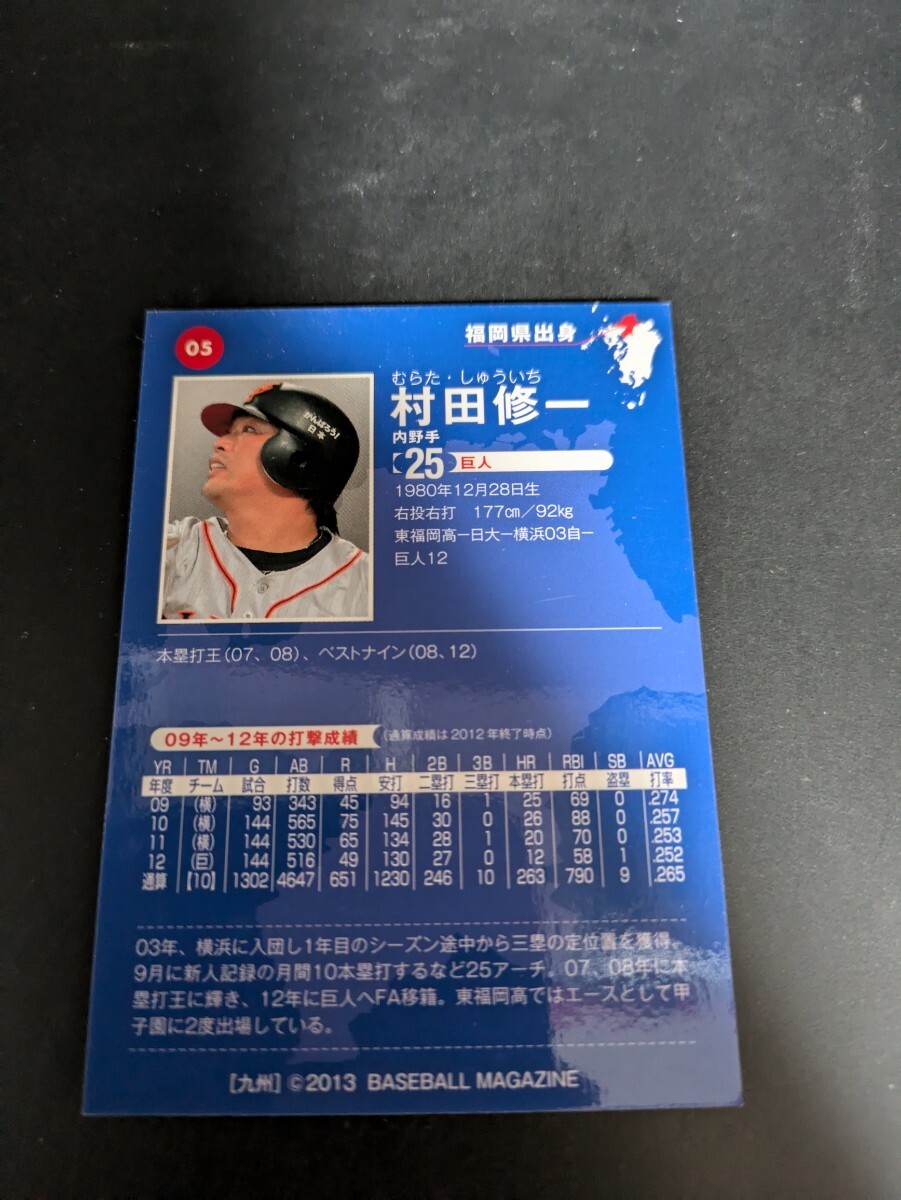 05
福岡県出身
むらた・しゅういち
村田修一
内野手
25 巨人
1980年12月28日生
右投右打 177cm/92kg
東福岡高ー日大ー横浜03自ー
巨人12
がんばろう!
日本
本塁打王(07、08)、ベストナイン(08、12)
09年〜12年の打撃成績 (通算成績は2012年終了時点)
YR TM G AB R H 2B 3B HR RBI SB AVG
年度 チーム 試合 打数 得点 安打 二塁打 三塁打 本塁打 打点 盗塁 打率
09 (横) 93 343 45 94 16 1 25 69 0 .274
10 (横) 144 565 75 145 30 0 26 88 0 .257
11 (横) 144 530 65 134 28 1 20 70 0 .253
12 (巨) 144 516 49 130 27 0 12 58 1 .252
通算 【10】 1302 4647 651 1230 246 10 263 790 9 .265
03年、横浜に入団し1年目のシーズン途中から三塁の定位置を獲得。
9月に新人記録の月間10本塁打するなど25アーチ。07、08年に本
塁打王に輝き、12年に巨人へFA移籍。東福岡高ではエースとして甲
子園に2度出場している。
[九州] ©2013 BASEBALL MAGAZINE